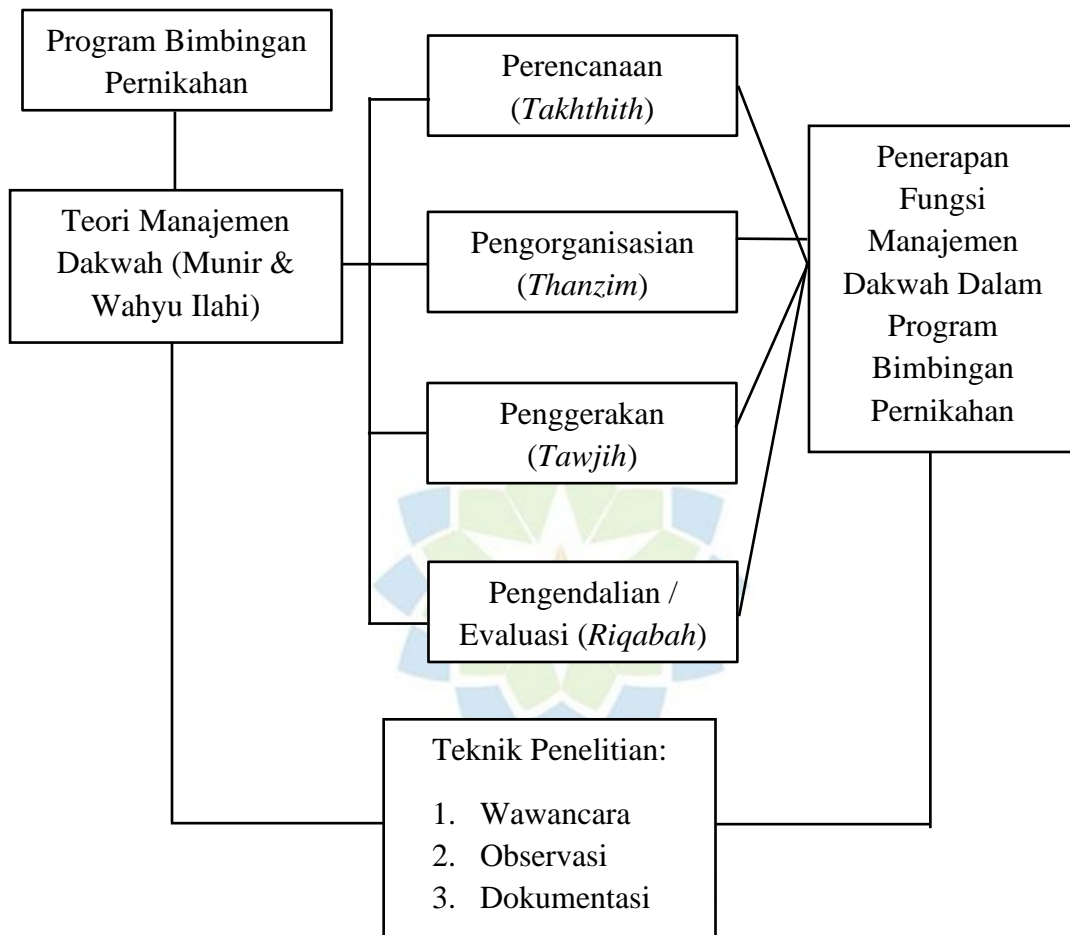 Program Bimbingan
Pernikahan
Teori Manajemen
Dakwah (Munir &
Wahyu Ilahi)
Perencanaan
(Takhthith)
Pengorganisasian
(Thanzim)
Penggerakan
(Tawjih)
Pengendalian /
Evaluasi (Riqabah)
Penerapan
Fungsi
Manajemen
Dakwah Dalam
Program
Bimbingan
Pernikahan
Teknik Penelitian:
1. Wawancara
2. Observasi
3. Dokumentasi